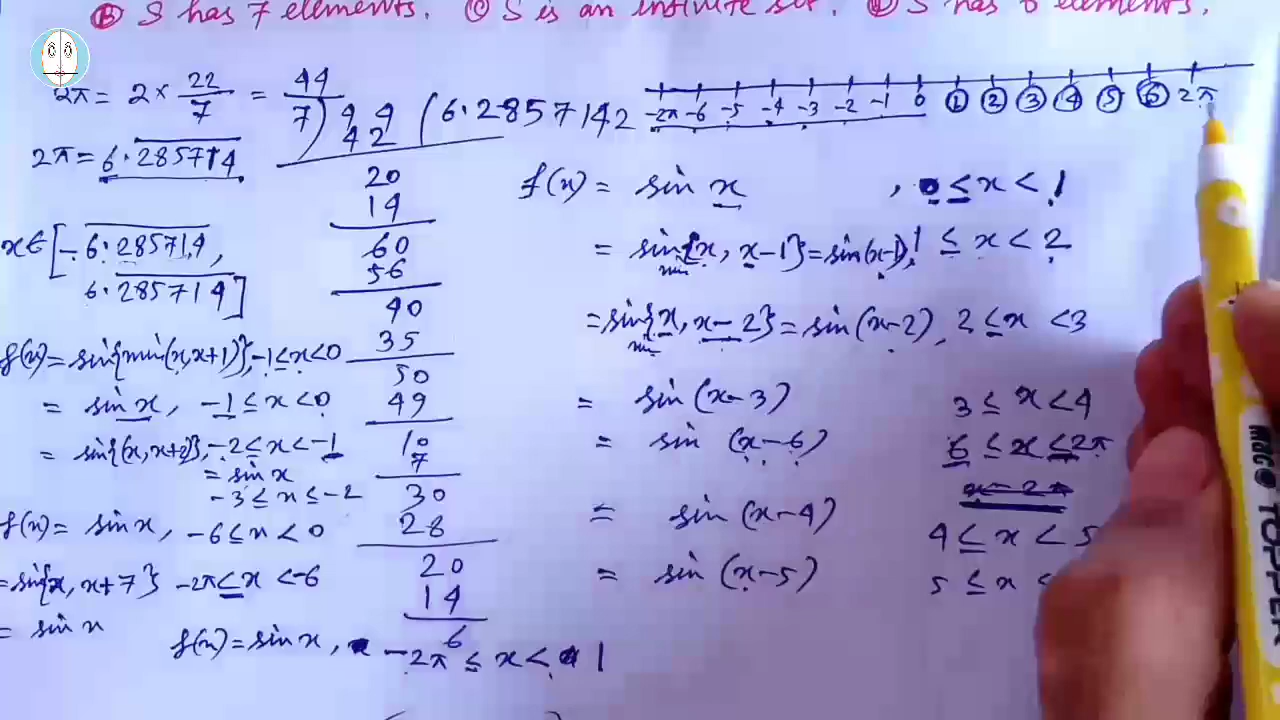 (B) S has 7 elements. (C) S is an infinite set. (D) S has 6 elements.
2π = 2 × 22/7 = 44/7
7) 44 (6.2857142
42
20
14
60
56
40
35
50
49
10
7
30
28
20
14
6
2π = 6.285714
x ∈ [-6.285714,
6.285714]
f(x) = sin{min(x, x+1)}, -1 ≤ x < 0
= sin x, -1 ≤ x < 0
= sin{(x, x+2)}, -2 ≤ x < -1
= sin x
-3 ≤ x ≤ -2
f(x) = sin x, -6 ≤ x < 0
= sin{x, x+7} -2π ≤ x < -6
= sin x
f(x) = sin x, -2π ≤ x < 1
-2π -6 -5 -4 -3 -2 -1 0 1 2 3 4 5 6 2π
f(x) = sin x , 0 ≤ x < 1
= sin{x, x-1} = sin(x-1), 1 ≤ x < 2
min
= sin{x, x-2} = sin(x-2), 2 ≤ x < 3
min
= sin(x-3) 3 ≤ x < 4
= sin (x-6) 6 ≤ x ≤ 2π
= sin (x-4) 4 ≤ x < 5
= sin (x-5) 5 ≤ x <
TOPPER